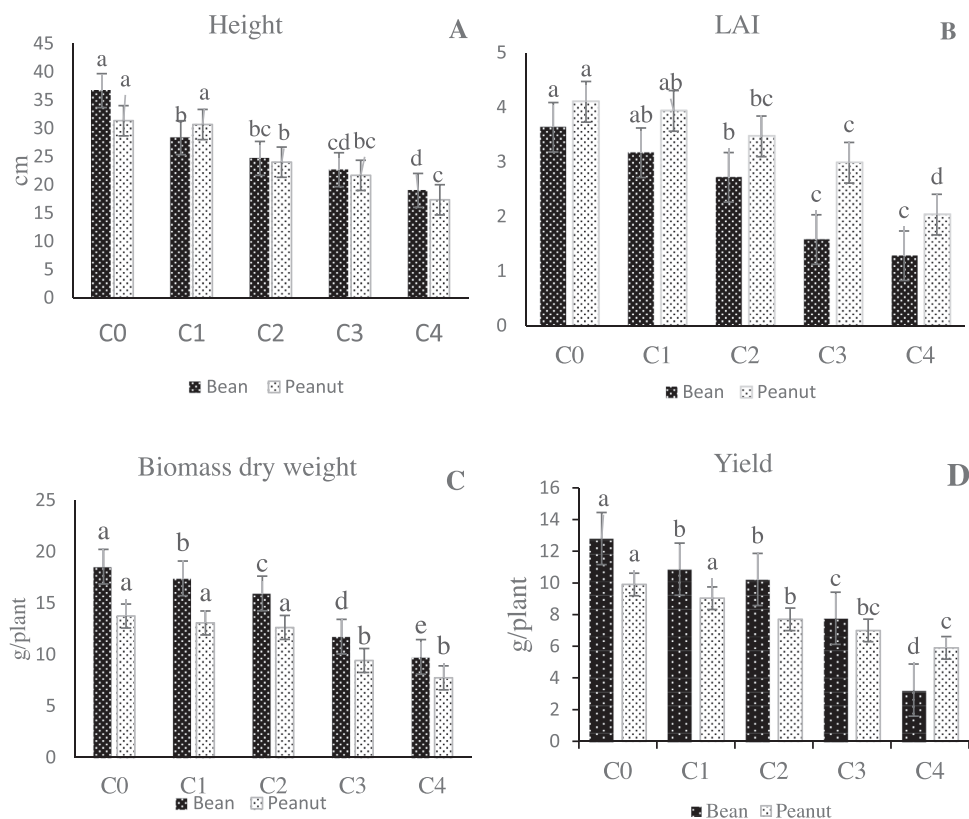 Height A
45
40
35
30
25
20
15
10
5
0
cm
a a b a bc b cd bc d c
C0 C1 C2 C3 C4
Bean Peanut
LAI B
5
4
3
2
1
0
a a ab ab b bc c c c d
C0 C1 C2 C3 C4
Bean Peanut
Biomass dry weight C
25
20
15
10
5
0
g/plant
a a b a c a d b e b
C0 C1 C2 C3 C4
Bean Peanut
Yield D
16
14
12
10
8
6
4
2
0
g/plant
a a b a b b c bc d c
C0 C1 C2 C3 C4
Bean Peanut